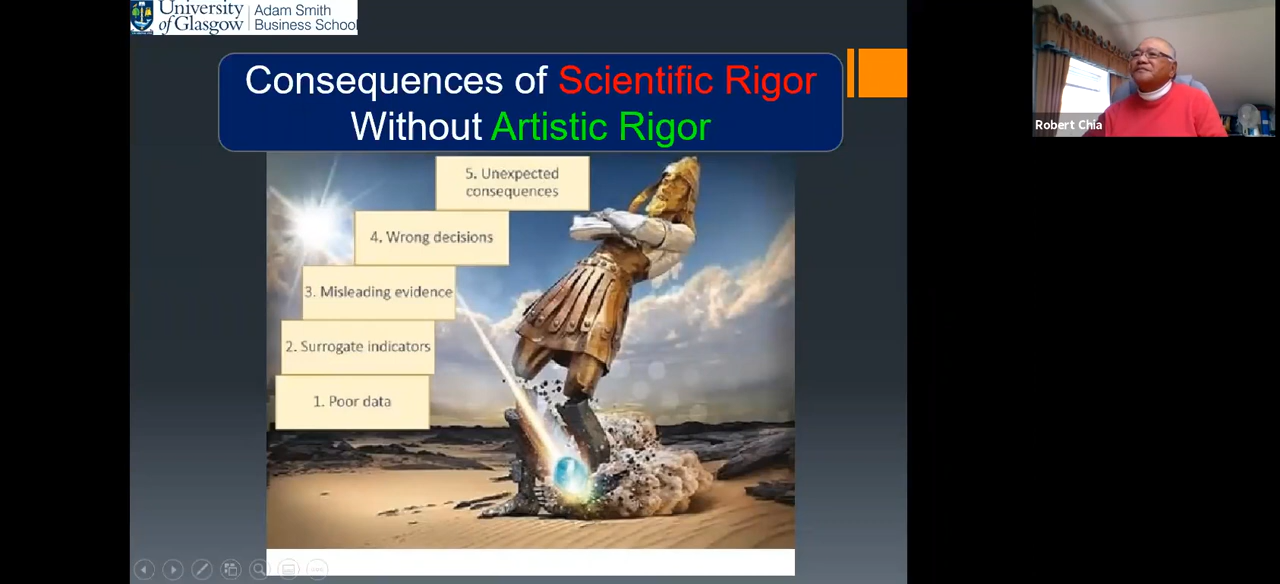 University
of Glasgow
Adam Smith
Business School
Consequences of Scientific Rigor
Without Artistic Rigor
5. Unexpected
consequences
4. Wrong decisions
3. Misleading evidence
2. Surrogate indicators
1. Poor data
Robert Chia